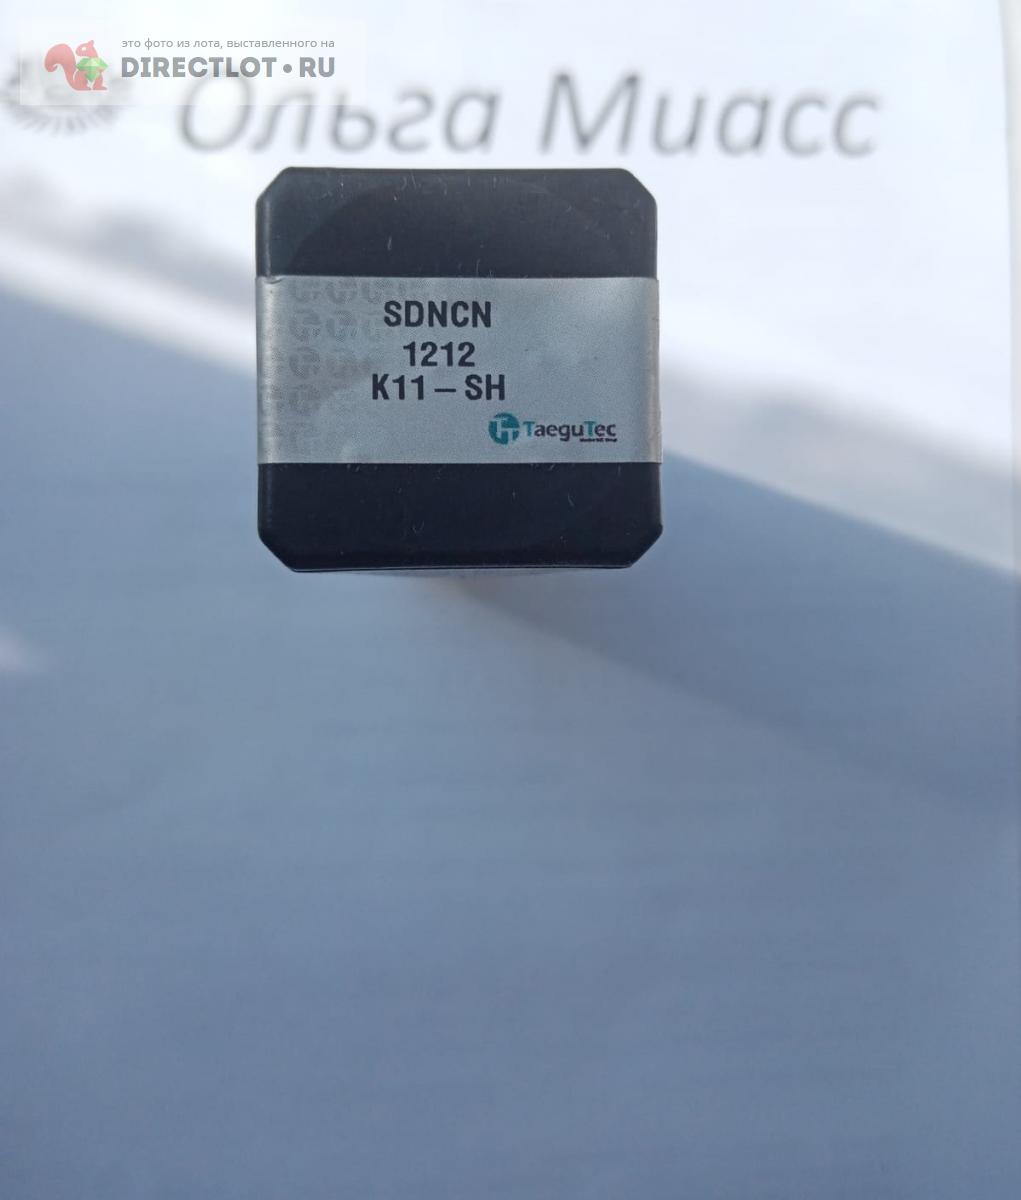 это фото из лота, выставленного на
DIRECTLOT•RU
Ольга Миасс
SDNCN
1212
K11–SH
TaeguTec